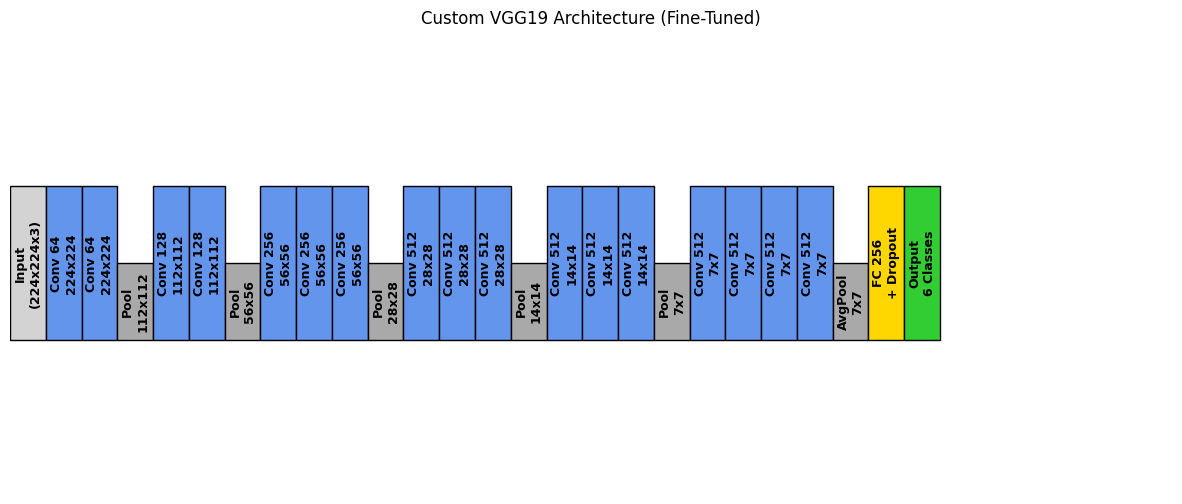 Custom VGG19 Architecture (Fine-Tuned)
Input
(224x224x3)
Conv 64
224x224
Conv 64
224x224
Pool
112x112
Conv 128
112x112
Conv 128
112x112
Pool
56x56
Conv 256
56x56
Conv 256
56x56
Conv 256
56x56
Pool
28x28
Conv 512
28x28
Conv 512
28x28
Conv 512
28x28
Pool
14x14
Conv 512
14x14
Conv 512
14x14
Conv 512
14x14
Pool
7x7
Conv 512
7x7
Conv 512
7x7
Conv 512
7x7
Conv 512
7x7
AvgPool
7x7
FC 256
+ Dropout
Output
6 Classes